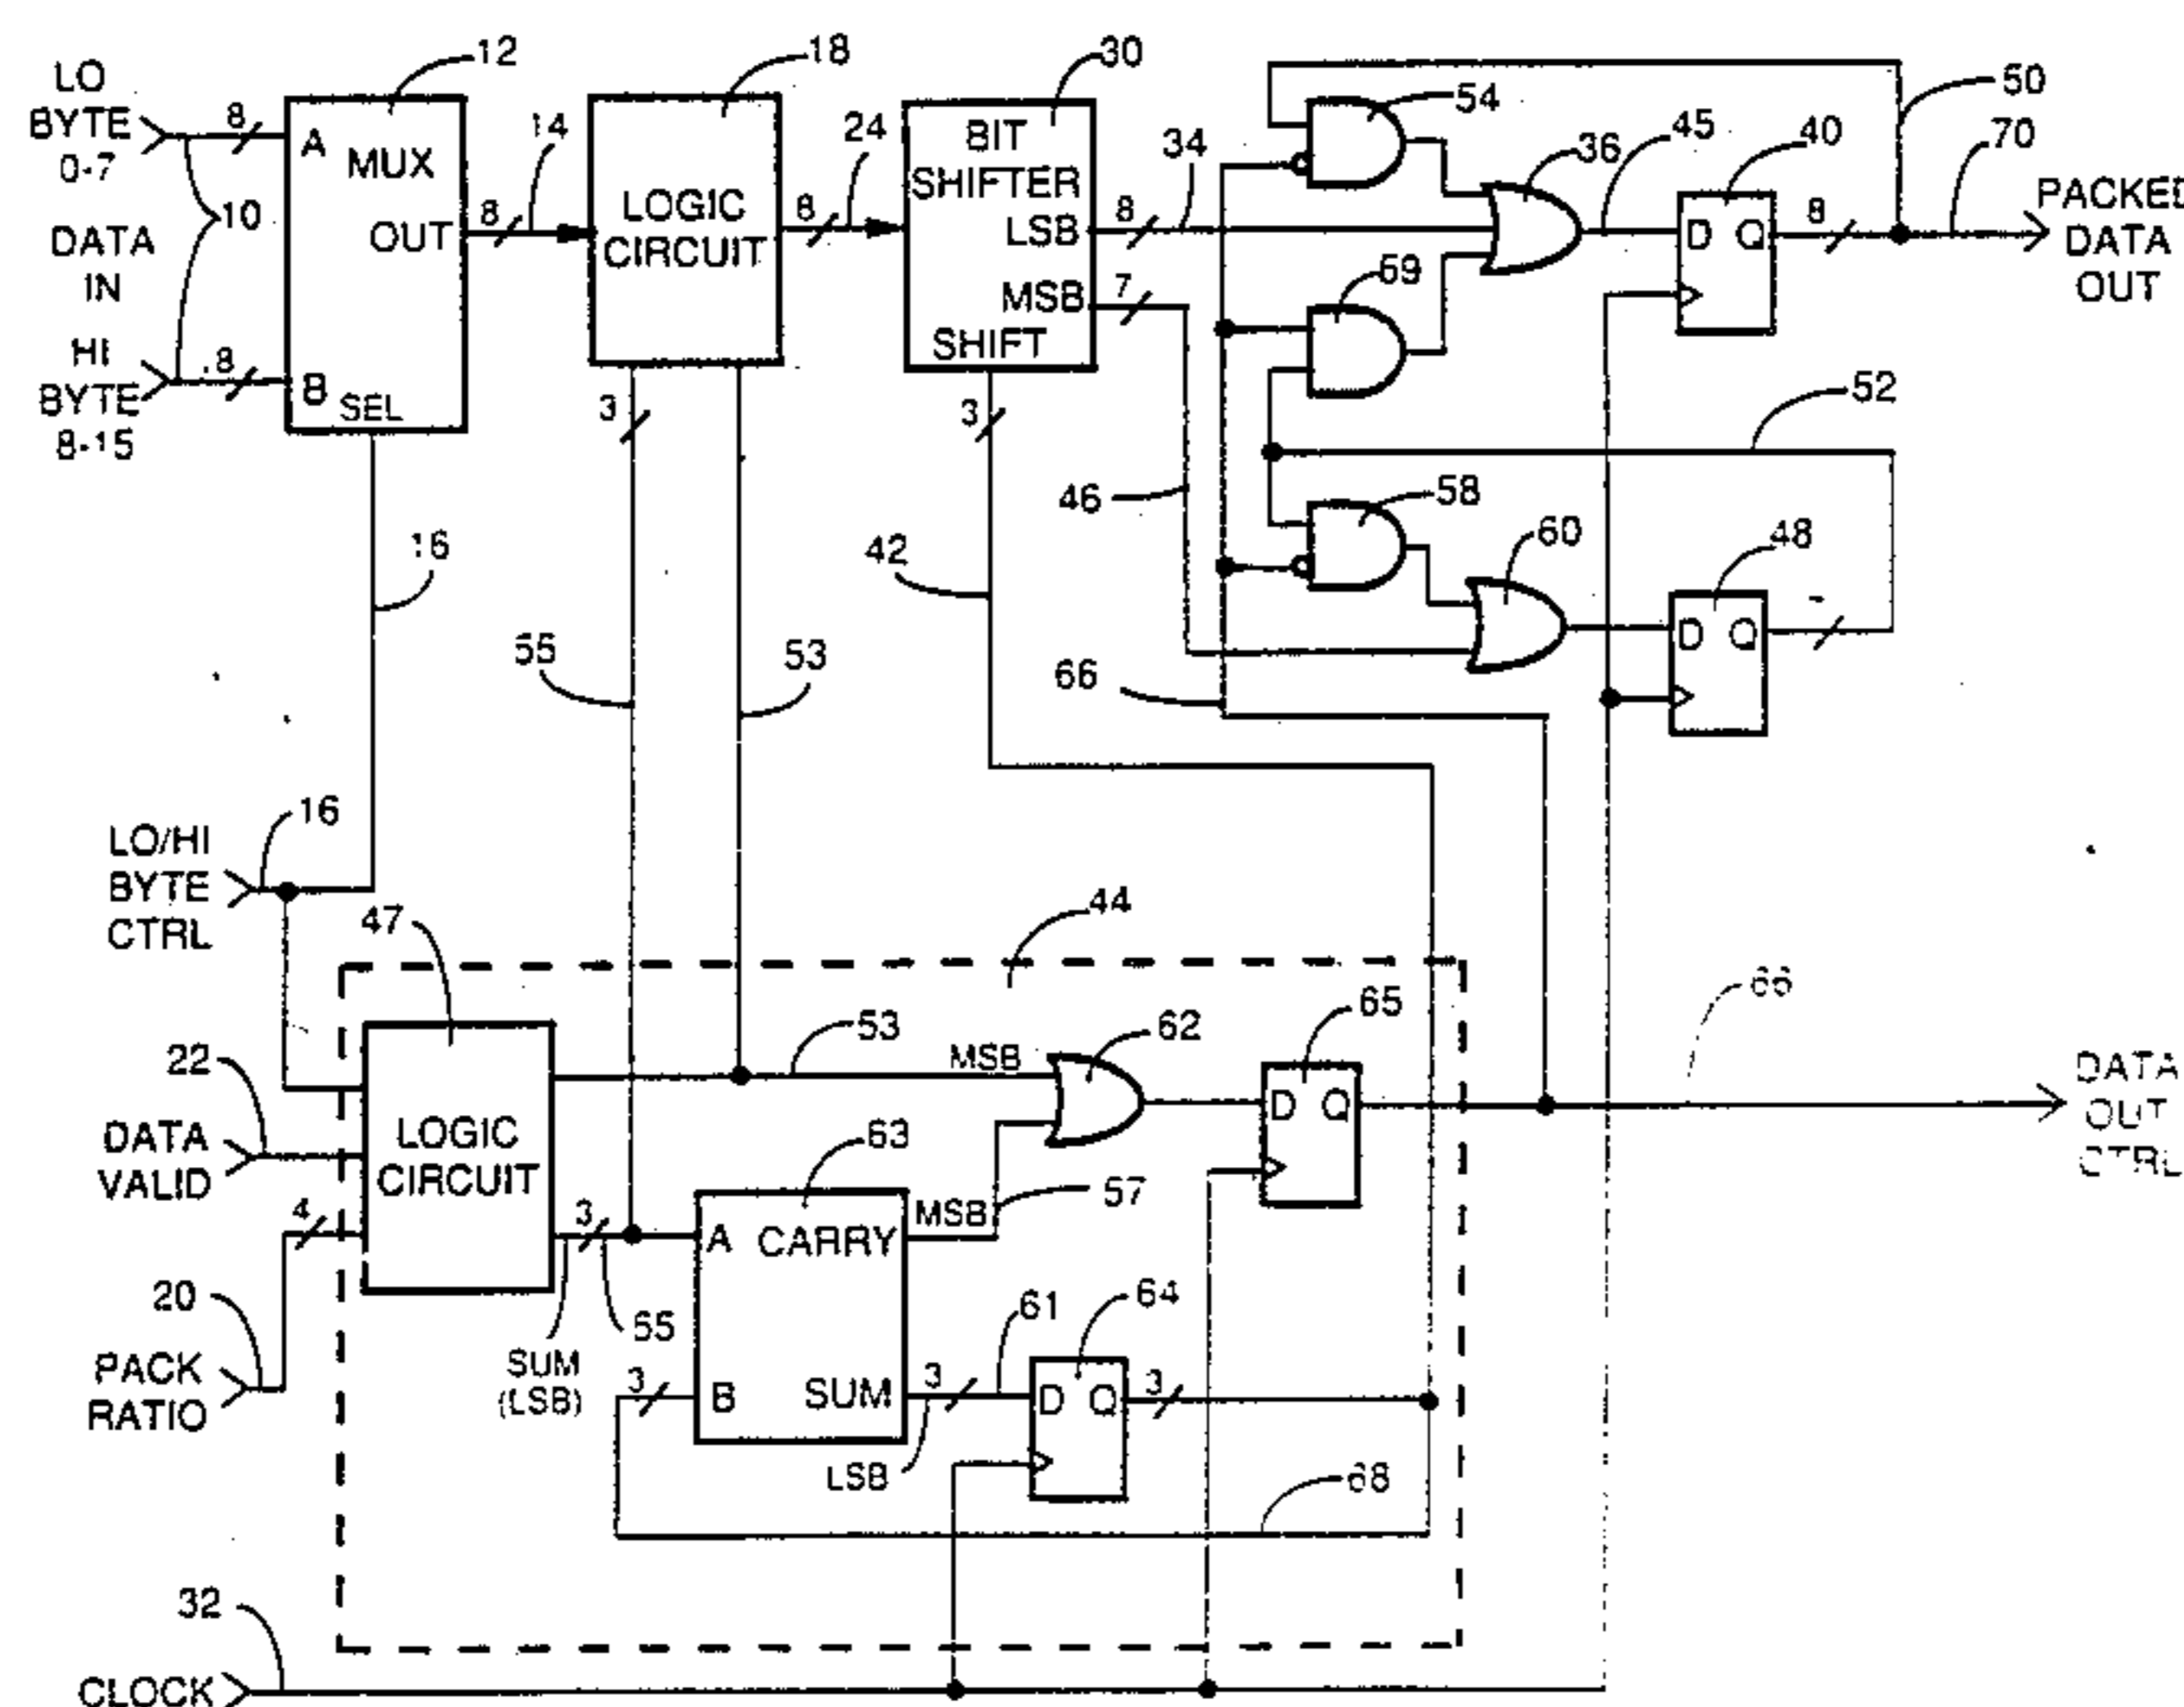 LO
BYTE
0-7
DATA
IN
HI
BYTE
8-15
10
8
8
12
A
MUX
OUT
B
SEL
8
14
18
LOGIC
CIRCUIT
8
24
30
BIT
SHIFTER
LSB
MSB
SHIFT
8
34
7
54
36
45
40
D Q
8
50
70
PACKED
DATA
OUT
59
3
3
52
46
58
60
48
D Q
16
42
55
53
66
LO/HI
BYTE
CTRL
16
47
44
66
22
DATA
VALID
LOGIC
CIRCUIT
53
MSB
62
65
D Q
DATA
OUT
CTRL
4
20
PACK
RATIO
3
SUM
(LSB)
65
63
A CARRY
B SUM
MSB
57
3
3
61
LSB
64
D Q
3
68
32
CLOCK